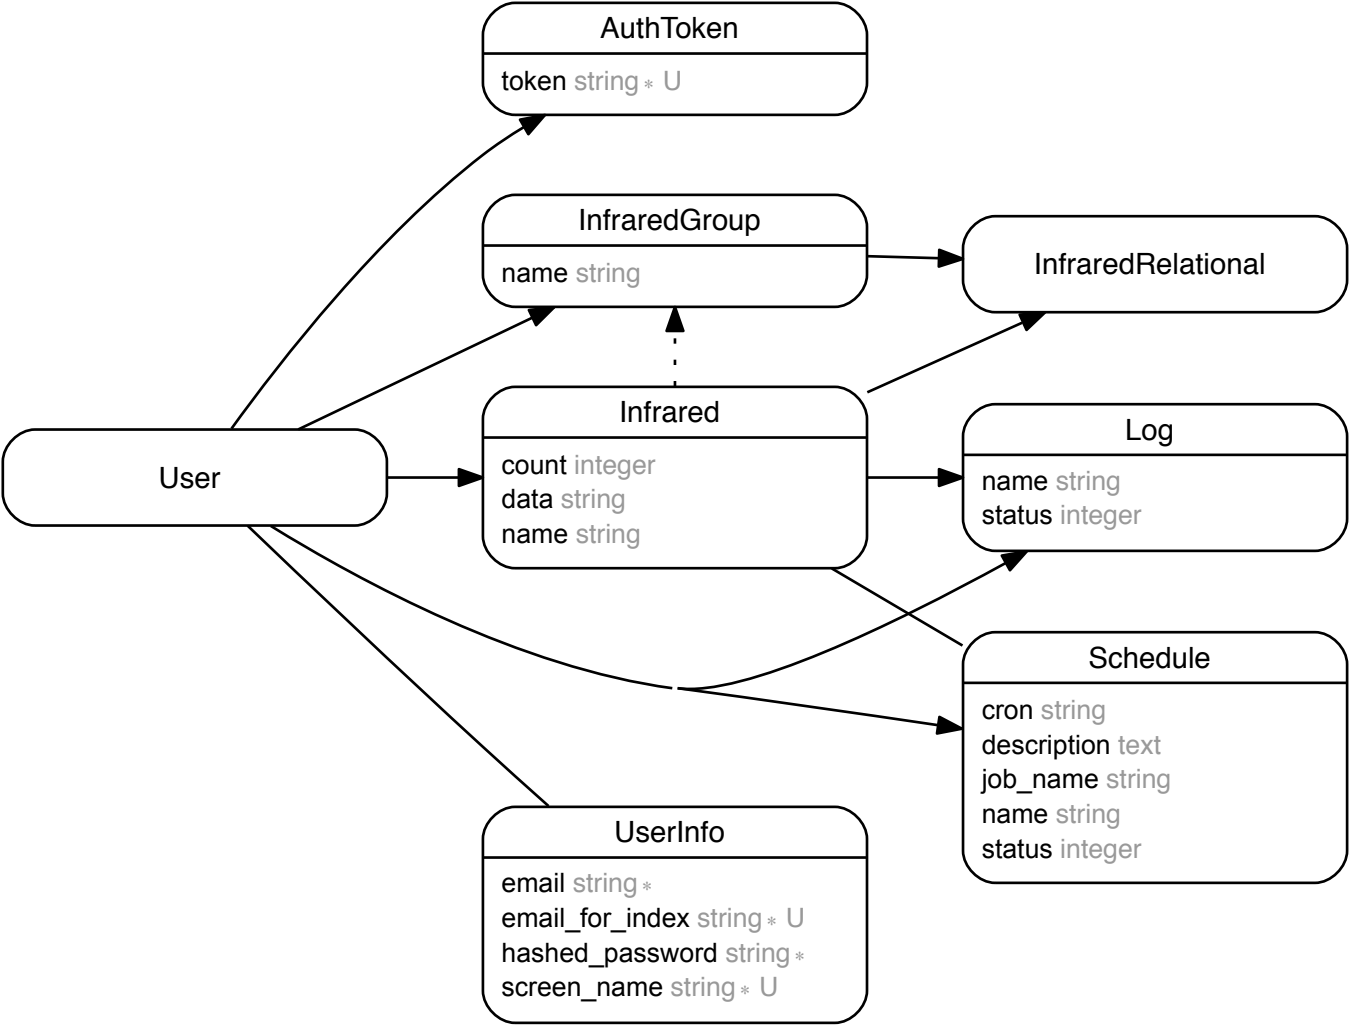 AuthToken
token string * U
InfraredGroup
name string
InfraredRelational
Infrared
count integer
data string
name string
User
Log
name string
status integer
Schedule
cron string
description text
job_name string
name string
status integer
UserInfo
email string *
email_for_index string * U
hashed_password string *
screen_name string * U